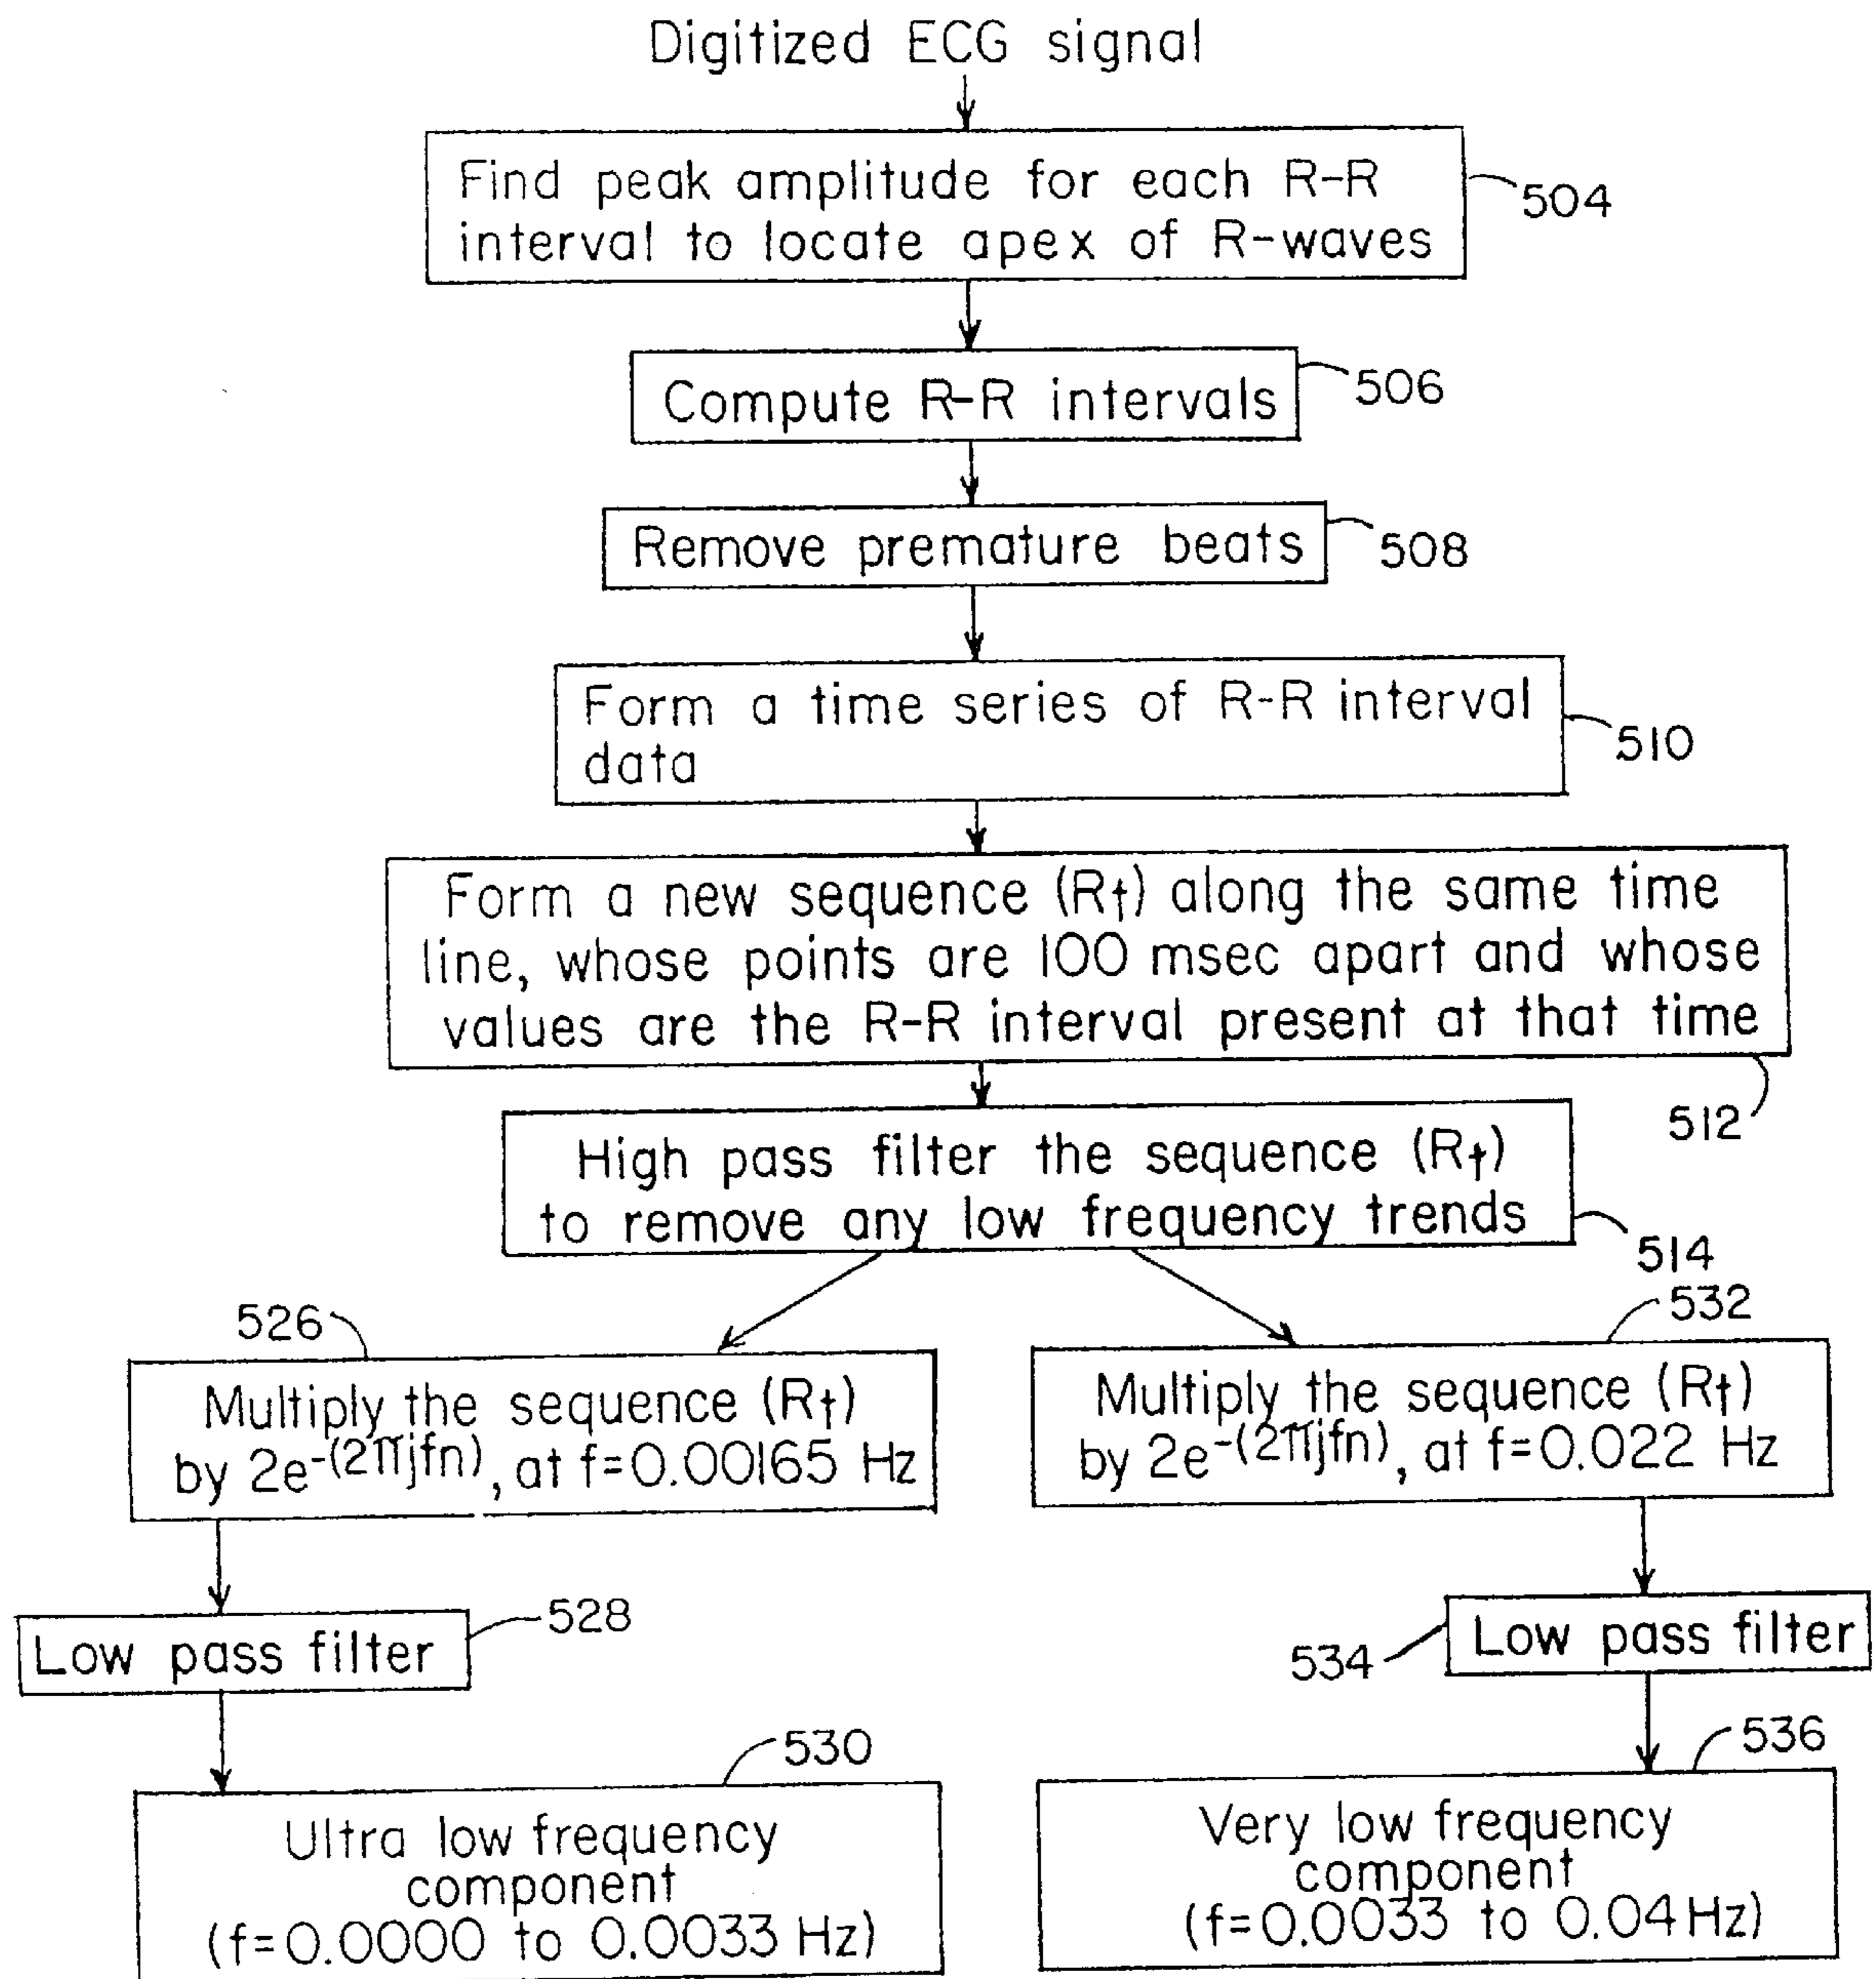 Digitized ECG signal
Find peak amplitude for each R-R
interval to locate apex of R-waves
504
Compute R-R intervals
506
Remove premature beats
508
Form a time series of R-R interval
data
510
Form a new sequence (Rt) along the same time
line, whose points are 100 msec apart and whose
values are the R-R interval present at that time
512
High pass filter the sequence (Rt)
to remove any low frequency trends
514
526
Multiply the sequence (Rt)
by 2e-(2πjfn), at f=0.00165 Hz
532
Multiply the sequence (Rt)
by 2e-(2πjfn), at f=0.022 Hz
Low pass filter
528
534
Low pass filter
530
Ultra low frequency
component
(f=0.0000 to 0.0033 Hz)
536
Very low frequency
component
(f=0.0033 to 0.04 Hz)